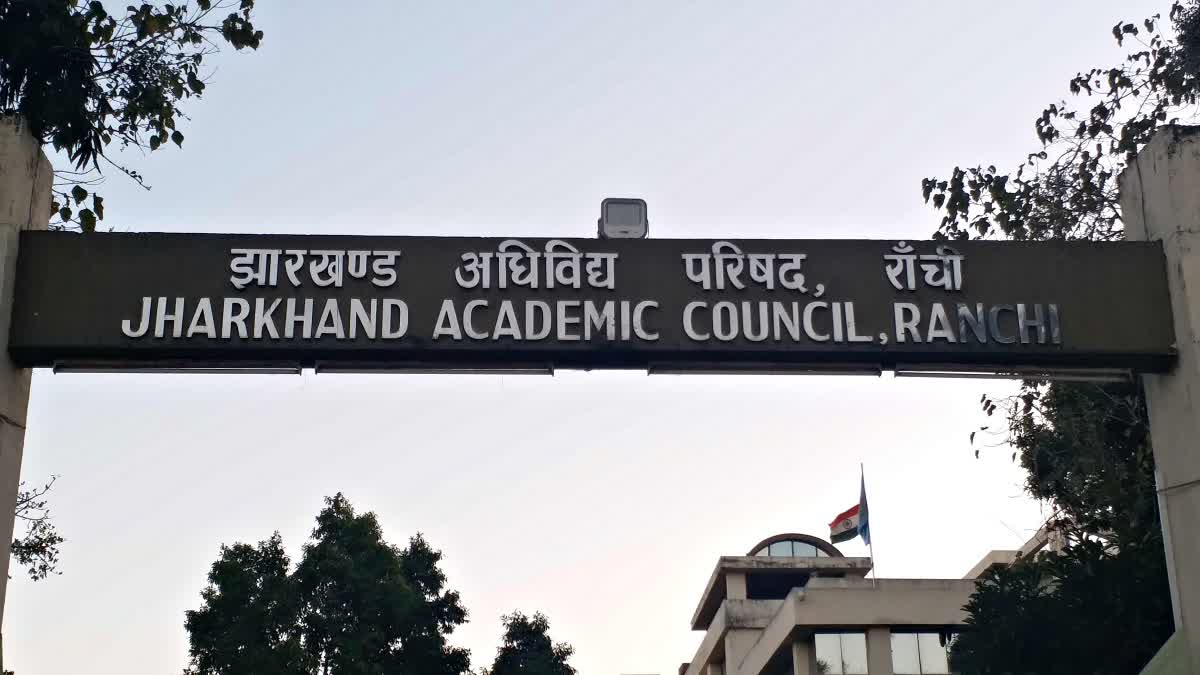 झारखण्ड अधिविद्य परिषद, राँची
JHARKHAND ACADEMIC COUNCIL, RANCHI